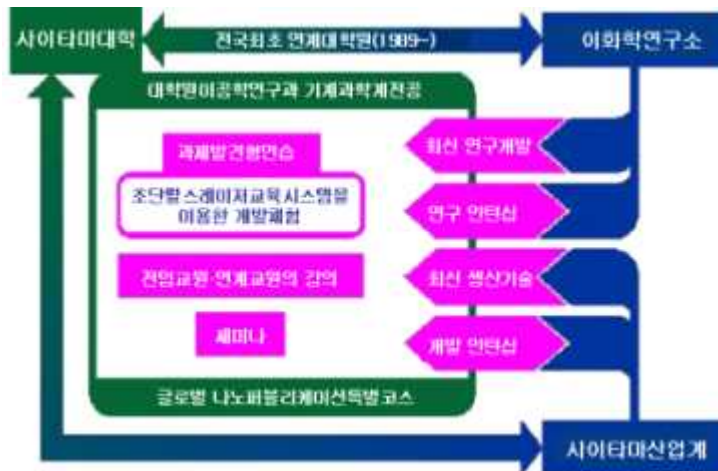 사이타마대학
전국최초 연계대학원(1989~)
이화학연구소
대학원이공학연구과 기계과학계전공
과제발견형연습
최신 연구개발
초단펄스레이저교육시스템을
이용한 개발체험
연구 인턴십
전임교원·연계교원의 강의
최신 생산기술
세미나
개발 인턴십
글로벌 나노퍼블리케이션특별코스
사이타마산업계